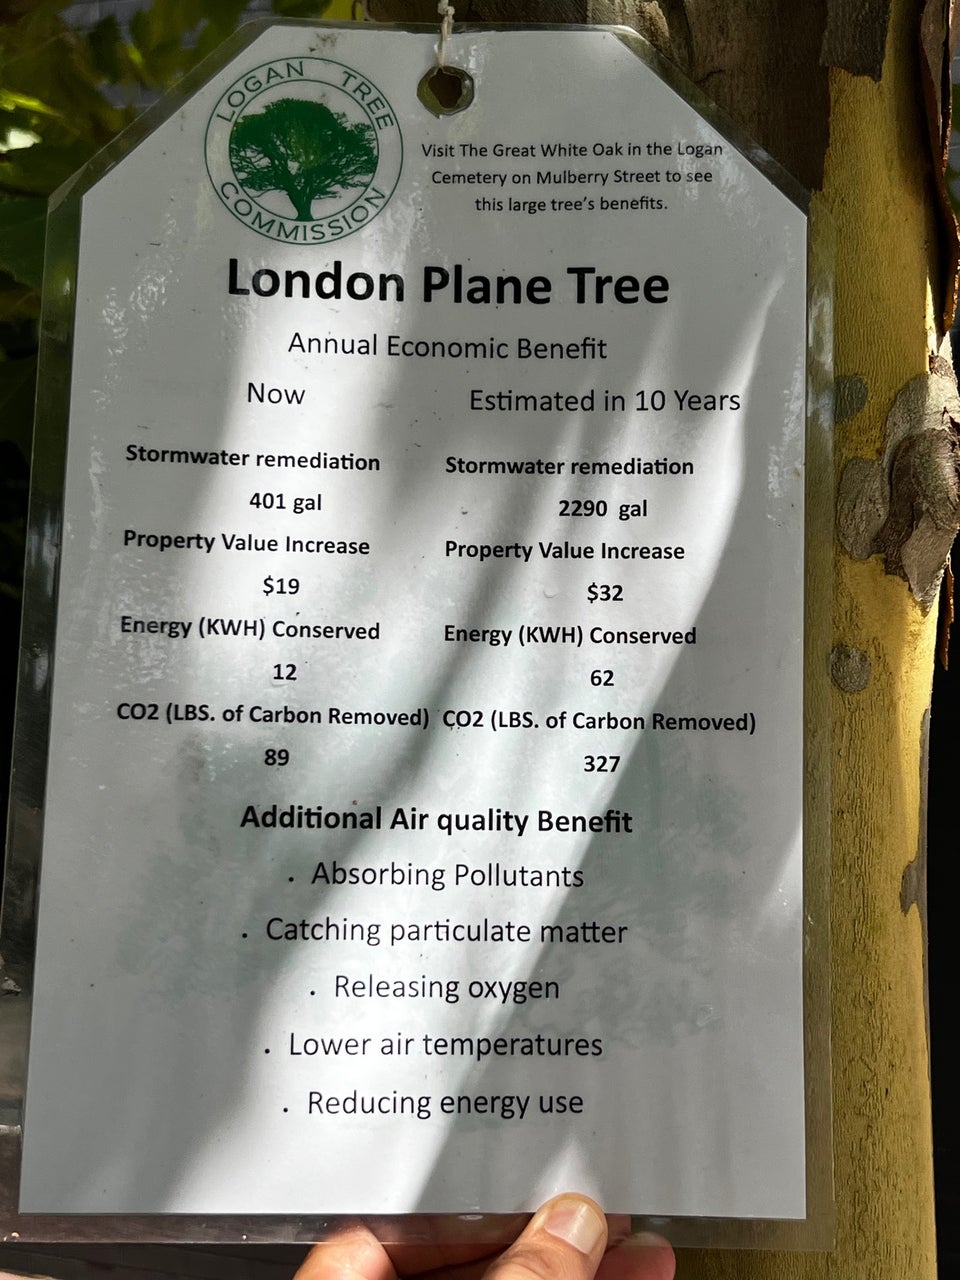 LOGAN TREE COMMISSION
Visit The Great White Oak in the Logan
Cemetery on Mulberry Street to see
this large tree's benefits.
London Plane Tree
Annual Economic Benefit
Now
Stormwater remediation
401 gal
Property Value Increase
$19
Energy (KWH) Conserved
12
CO2 (LBS. of Carbon Removed)
89
Estimated in 10 Years
Stormwater remediation
2290 gal
Property Value Increase
$32
Energy (KWH) Conserved
62
CO2 (LBS. of Carbon Removed)
327
Additional Air quality Benefit
. Absorbing Pollutants
. Catching particulate matter
. Releasing oxygen
. Lower air temperatures
. Reducing energy use